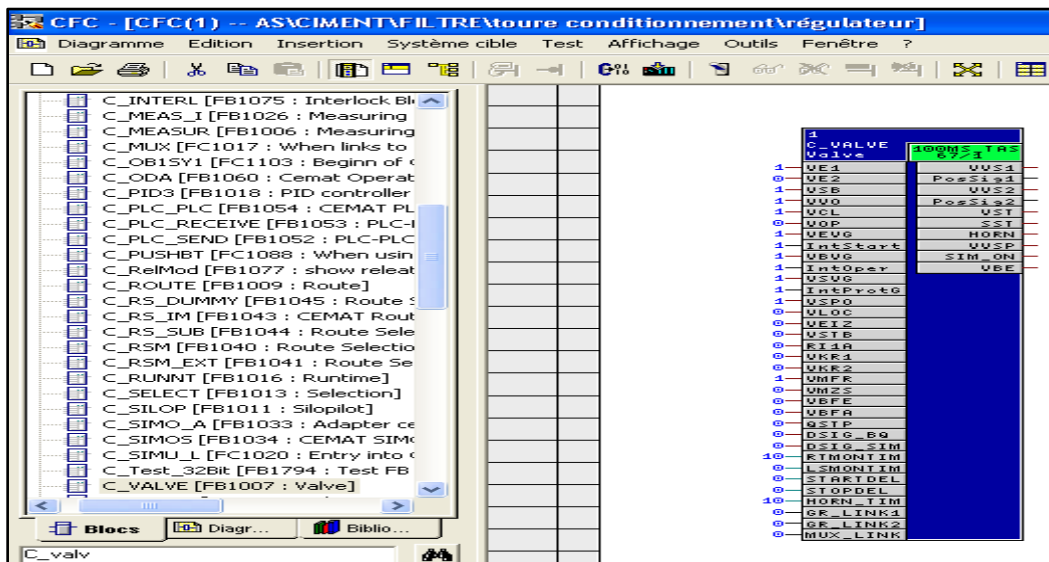 CFC - [CFC(1) -- AS\CIMENT\FILTRE\toure conditionnement\régulateur]
Diagramme Edition Insertion Système cible Test Affichage Outils Fenêtre ?
C_INTERL [FB1075 : Interlock Bl
C_MEAS_I [FB1026 : Measuring
C_MEASUR [FB1006 : Measuring
C_MUX [FC1017 : When links to
C_OB1SY1 [FC1103 : Beginn of
C_ODA [FB1060 : Cemat Operat
C_PID3 [FB1018 : PID controller
C_PLC_PLC [FB1054 : CEMAT PL
C_PLC_RECEIVE [FB1053 : PLC-
C_PLC_SEND [FB1052 : PLC-PLC
C_PUSHBT [FC1088 : When usin
C_RelMod [FB1077 : show releat
C_ROUTE [FB1009 : Route]
C_RS_DUMMY [FB1045 : Route
C_RS_IM [FB1043 : CEMAT Rout
C_RS_SUB [FB1044 : Route Sele
C_RSM [FB1040 : Route Selectio
C_RSM_EXT [FB1041 : Route Se
C_RUNNT [FB1016 : Runtime]
C_SELECT [FB1013 : Selection]
C_SILOP [FB1011 : Silopilot]
C_SIMO_A [FB1033 : Adapter ce
C_SIMOS [FB1034 : CEMAT SIM
C_SIMU_L [FC1020 : Entry into
C_Test_32Bit [FB1794 : Test FB
C_VALVE [FB1007 : Valve]
Blocs Diagr... Biblio...
C_valv
1
C_VALVE
Valve
100MS_TAS
67/1
1 VE1 VVS1
0 VE2 PosSig1
1 VSB VVS2
1 VVO PosSig2
1 VCL VST
0 VOP SST
1 VEVG HORN
1 IntStart VVSP
1 VBVG SIM_ON
1 IntOper VBE
1 VSVG
1 IntProtG
1 VSPO
0 VLOC
0 VEIZ
0 VSTB
0 RI1A
0 VKR1
0 VKR2
1 VMFR
0 VMZS
0 VBFE
0 VBFA
0 QSTP
0 DSIG_BQ
0 DSIG_SIM
10 RTMONTIM
0 LSMONTIM
0 STARTDEL
0 STOPDEL
10 HORN_TIM
0 GR_LINK1
0 GR_LINK2
0 MUX_LINK